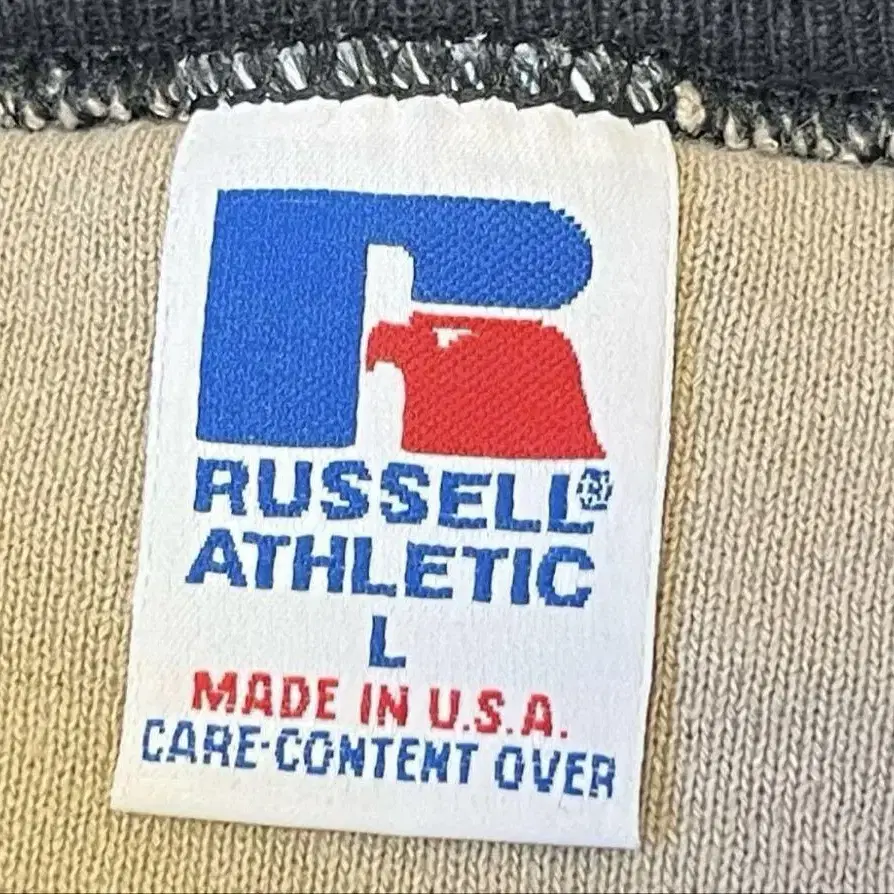 RUSSELL®
ATHLETIC
L
MADE IN U.S.A.
CARE-CONTENT OVER